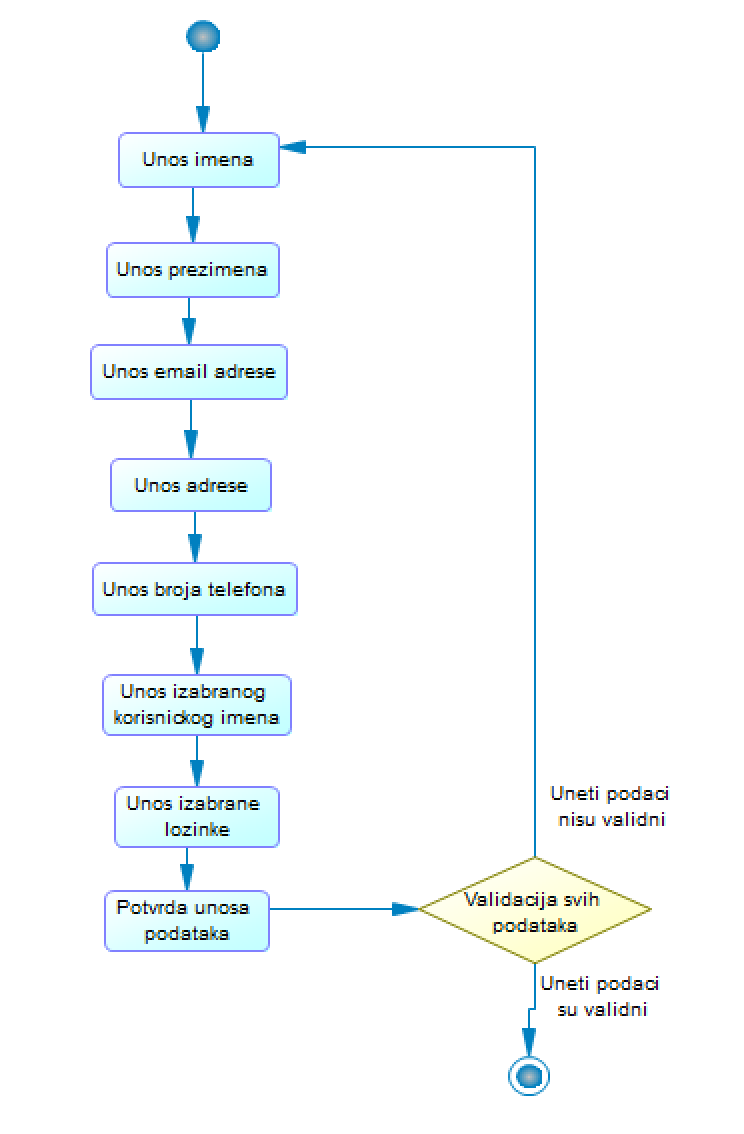 Unos imena
Unos prezimena
Unos email adrese
Unos adrese
Unos broja telefona
Unos izabranog
korisnickog imena
Unos izabrane
lozinke
Potvrda unosa
podataka
Uneti podaci
nisu validni
Validacija svih
podataka
Uneti podaci
su validni